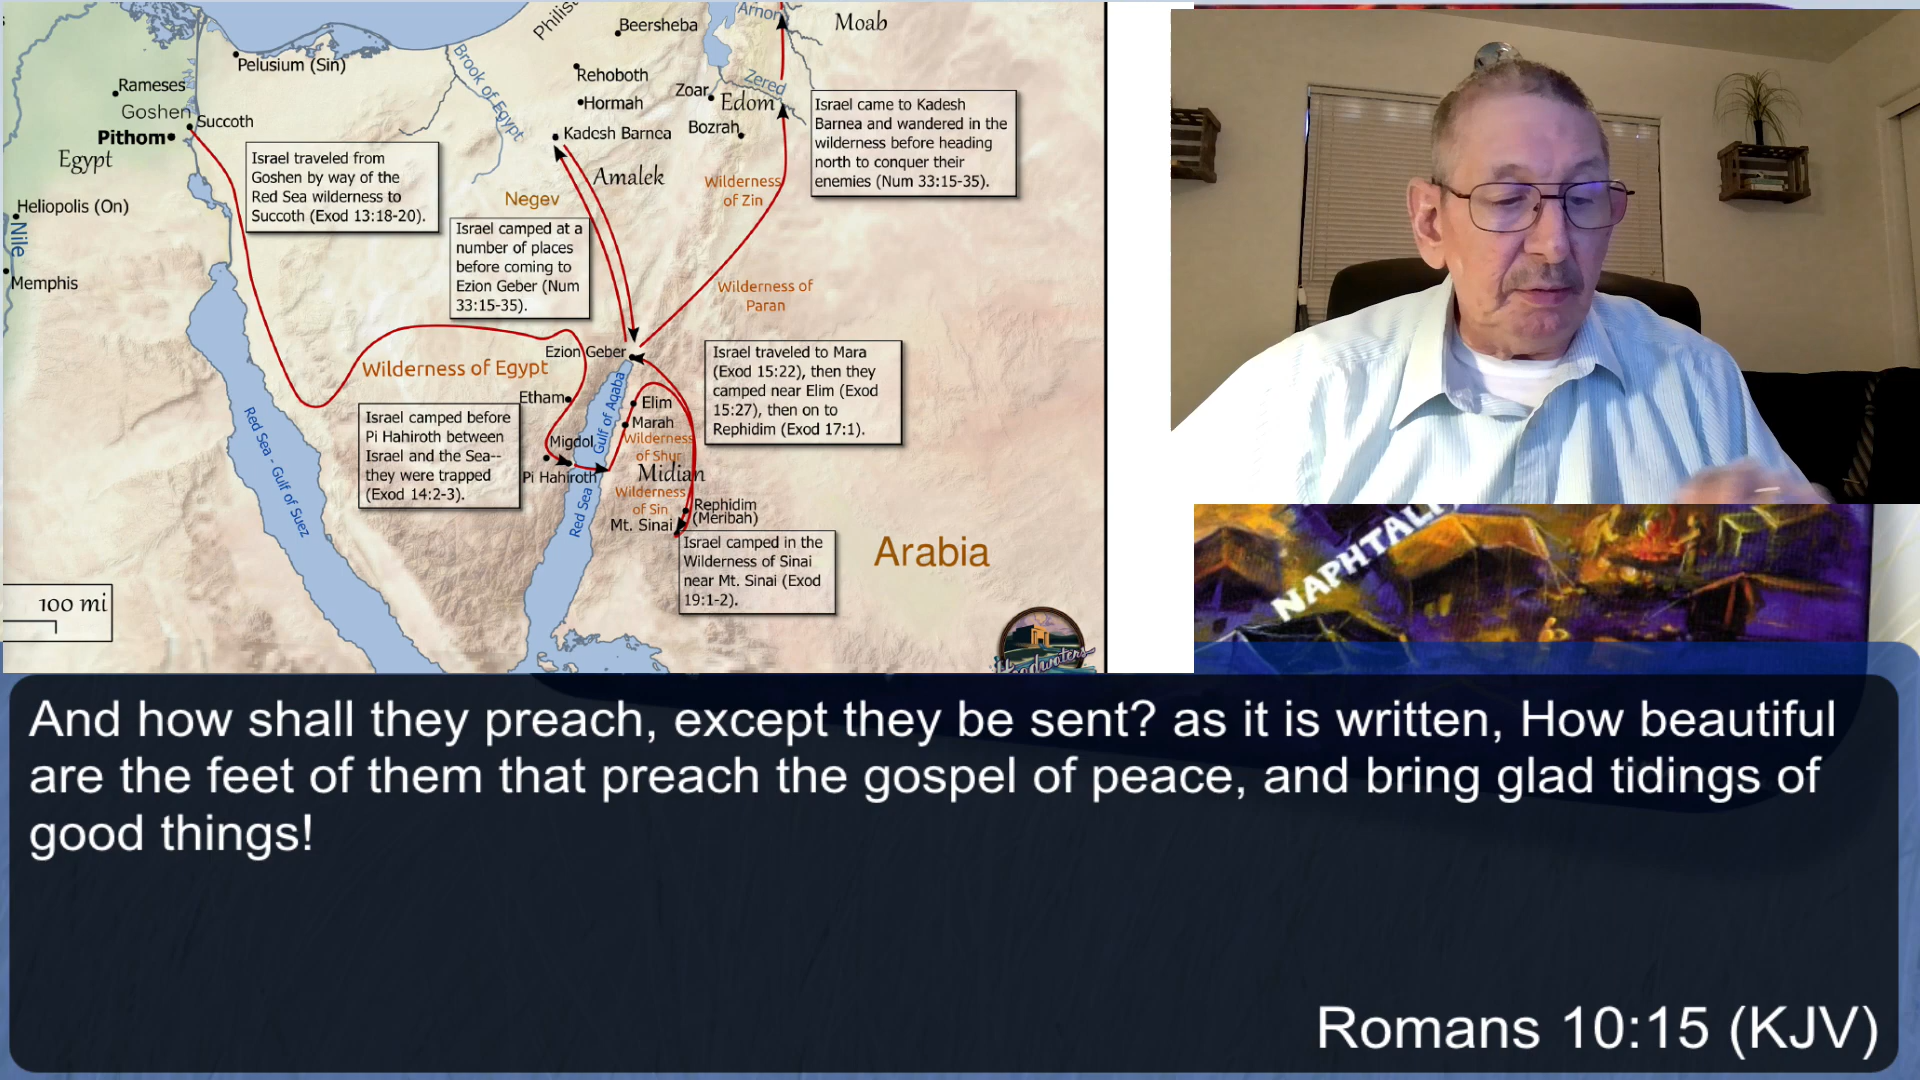 Philis
Beersheba
Arnon
Moab
Pelusium (Sin)
Brook of Egypt
Rehoboth
Zered
Rameses
Hormah
Zoar
Edom
Goshen
Succoth
Kadesh Barnea
Bozrah
Pithom
Egypt
Israel came to Kadesh
Barnea and wandered in the
wilderness before heading
north to conquer their
enemies (Num 33:15-35).
Israel traveled from
Goshen by way of the
Red Sea wilderness to
Succoth (Exod 13:18-20).
Amalek
Wilderness
of Zin
Negev
Heliopolis (On)
Nile
Israel camped at a
number of places
before coming to
Ezion Geber (Num
33:15-35).
Memphis
Wilderness of
Paran
Ezion Geber
Wilderness of Egypt
Israel traveled to Mara
(Exod 15:22), then they
camped near Elim (Exod
15:27), then on to
Rephidim (Exod 17:1).
Etham
Gulf of Aqaba
Elim
Marah
Israel camped before
Pi Hahiroth between
Israel and the Sea--
they were trapped
(Exod 14:2-3).
Migdol
Wilderness
of Shur
Midian
Pi Hahiroth
Red Sea - Gulf of Suez
Red Sea
Wilderness
of Sin
Rephidim
(Meribah)
Mt. Sinai
Israel camped in the
Wilderness of Sinai
near Mt. Sinai (Exod
19:1-2).
Arabia
100 mi
Headwaters
NAPHTALI
And how shall they preach, except they be sent? as it is written, How beautiful
are the feet of them that preach the gospel of peace, and bring glad tidings of
good things!
Romans 10:15 (KJV)